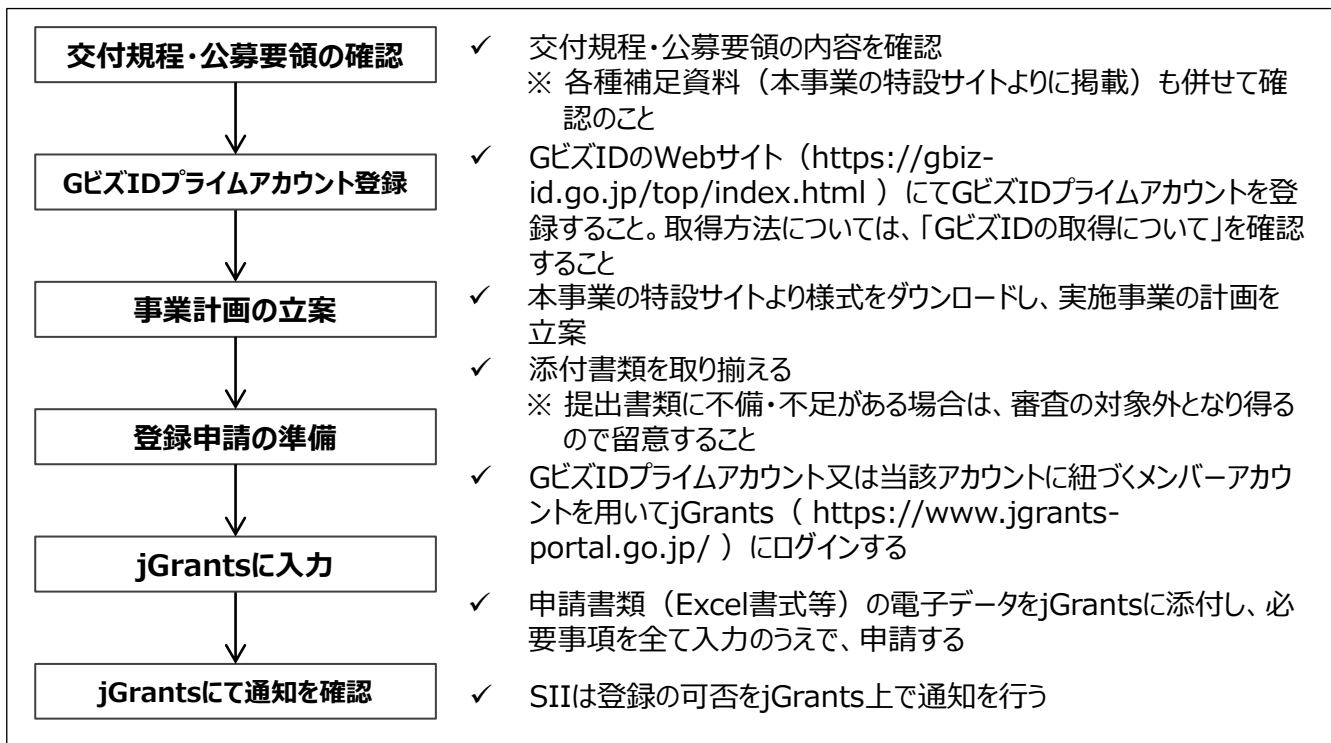 交付規程・公募要領の確認
✓ 交付規程・公募要領の内容を確認
※ 各種補足資料（本事業の特設サイトよりに掲載）も併せて確
認のこと
GビズIDプライムアカウント登録
✓ GビズIDのWebサイト（https://gbiz-
id.go.jp/top/index.html ）にてGビズIDプライムアカウントを登
録すること。取得方法については、「GビズIDの取得について」を確認
すること
事業計画の立案
✓ 本事業の特設サイトより様式をダウンロードし、実施事業の計画を
立案
登録申請の準備
✓ 添付書類を取り揃える
※ 提出書類に不備・不足がある場合は、審査の対象外となり得る
ので留意すること
jGrantsに入力
✓ GビズIDプライムアカウント又は当該アカウントに紐づくメンバーアカウ
ントを用いてjGrants（ https://www.jgrants-
portal.go.jp/ ）にログインする
✓ 申請書類（Excel書式等）の電子データをjGrantsに添付し、必
要事項を全て入力のうえで、申請する
jGrantsにて通知を確認
✓ SIIは登録の可否をjGrants上で通知を行う